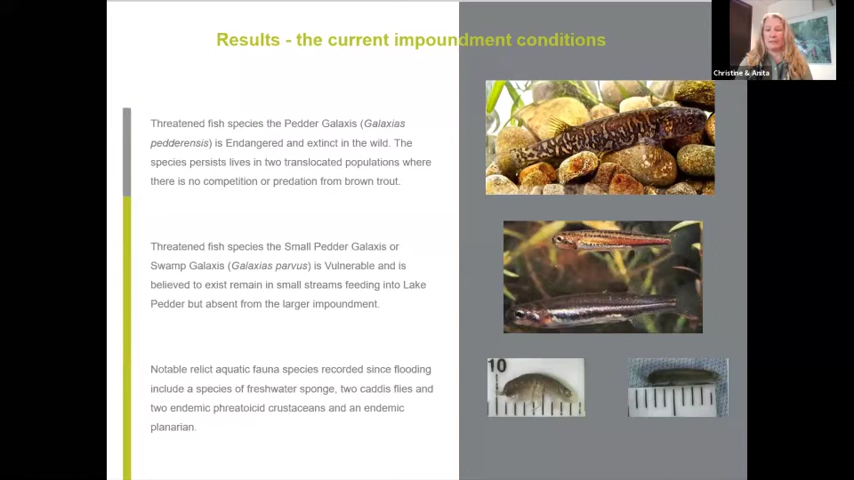 Results - the current impoundment conditions
Christine & Anita
Threatened fish species the Pedder Galaxis (Galaxias
pedderensis) is Endangered and extinct in the wild. The
species persists lives in two translocated populations where
there is no competition or predation from brown trout.
Threatened fish species the Small Pedder Galaxis or
Swamp Galaxis (Galaxias parvus) is Vulnerable and is
believed to exist remain in small streams feeding into Lake
Pedder but absent from the larger impoundment.
Notable relict aquatic fauna species recorded since flooding
include a species of freshwater sponge, two caddis flies and
two endemic phreatoicid crustaceans and an endemic
planarian.
10